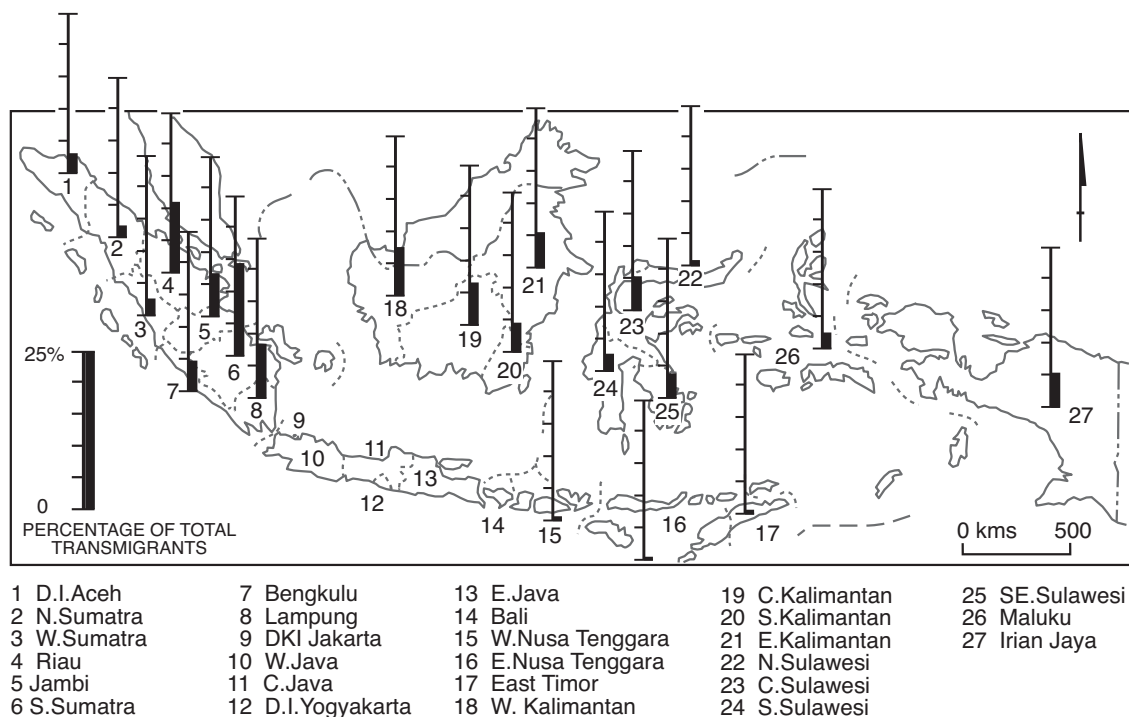 1
2
3
4
5
6
7
8
9
10
11
12
13
14
15
16
17
18
19
20
21
22
23
24
25
26
27
25%
0
PERCENTAGE OF TOTAL
TRANSMIGRANTS
0 kms 500
1 D.I.Aceh
2 N.Sumatra
3 W.Sumatra
4 Riau
5 Jambi
6 S.Sumatra
7 Bengkulu
8 Lampung
9 DKI Jakarta
10 W.Java
11 C.Java
12 D.I.Yogyakarta
13 E.Java
14 Bali
15 W.Nusa Tenggara
16 E.Nusa Tenggara
17 East Timor
18 W. Kalimantan
19 C.Kalimantan
20 S.Kalimantan
21 E.Kalimantan
22 N.Sulawesi
23 C.Sulawesi
24 S.Sulawesi
25 SE.Sulawesi
26 Maluku
27 Irian Jaya